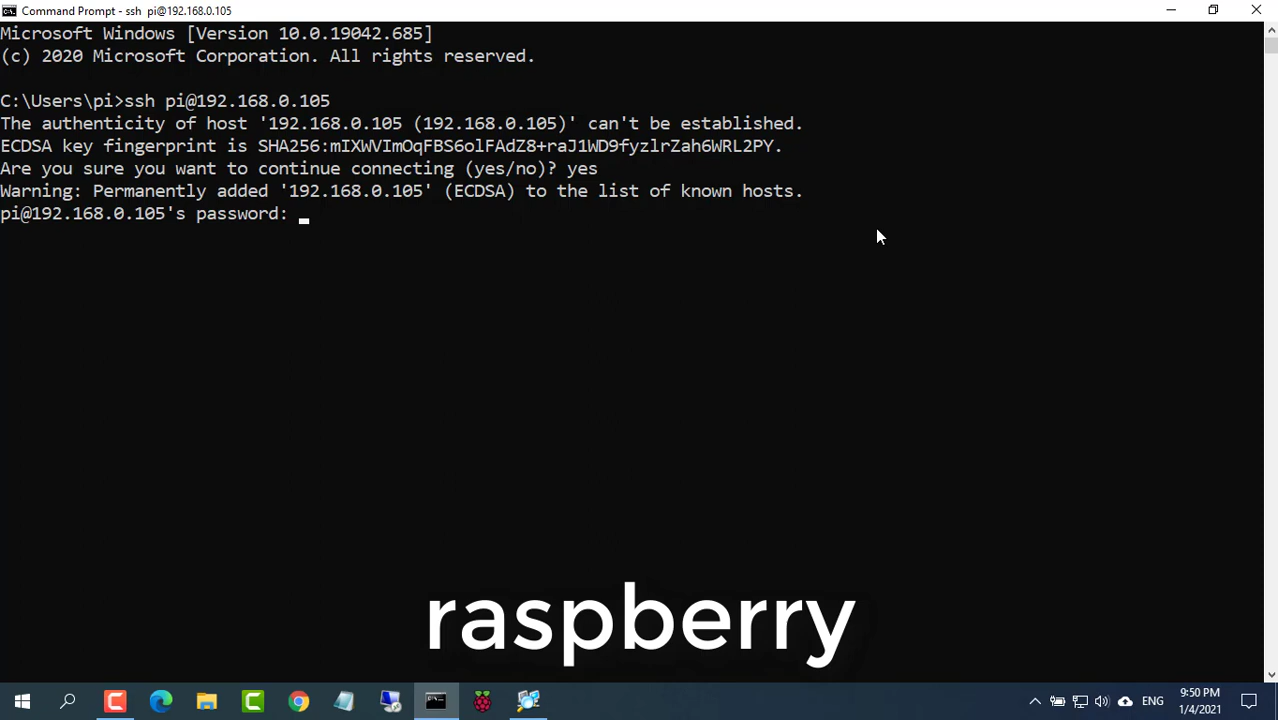 Command Prompt - ssh  pi@192.168.0.105
Microsoft Windows [Version 10.0.19042.685]
(c) 2020 Microsoft Corporation. All rights reserved.
C:\Users\pi>ssh pi@192.168.0.105
The authenticity of host '192.168.0.105 (192.168.0.105)' can't be established.
ECDSA key fingerprint is SHA256:mIXWVImOqFBS6olFAdZ8+raJ1WD9fyzlrZah6WRL2PY.
Are you sure you want to continue connecting (yes/no)? yes
Warning: Permanently added '192.168.0.105' (ECDSA) to the list of known hosts.
pi@192.168.0.105's password:
raspberry
ENG
9:50 PM
1/4/2021